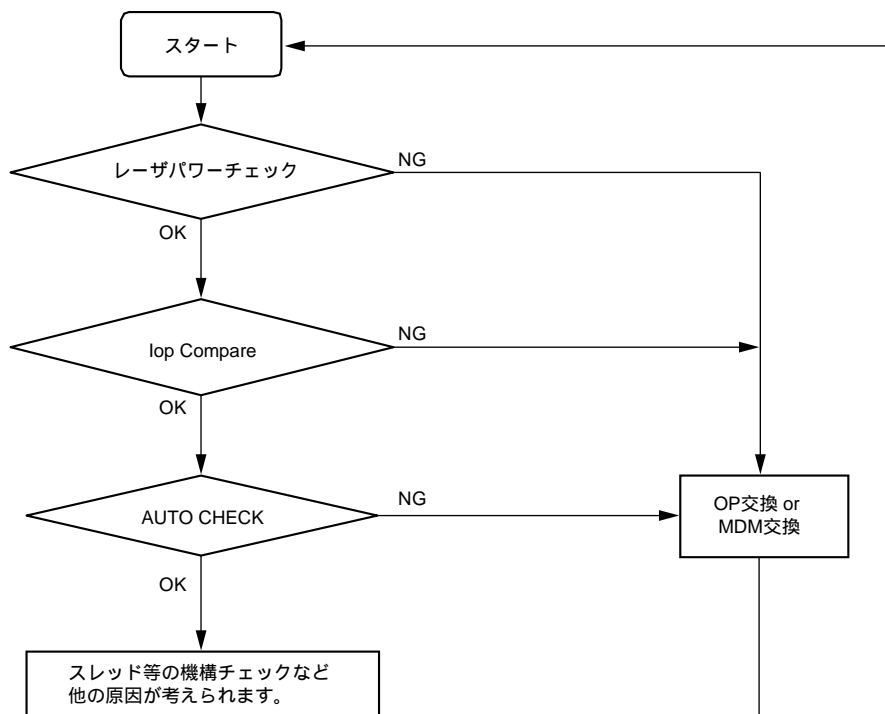 スタート
レーザパワーチェック
NG
OK
Iop Compare
NG
OK
AUTO CHECK
NG
OP交換 or
MDM交換
OK
スレッド等の機構チェックなど
他の原因が考えられます。